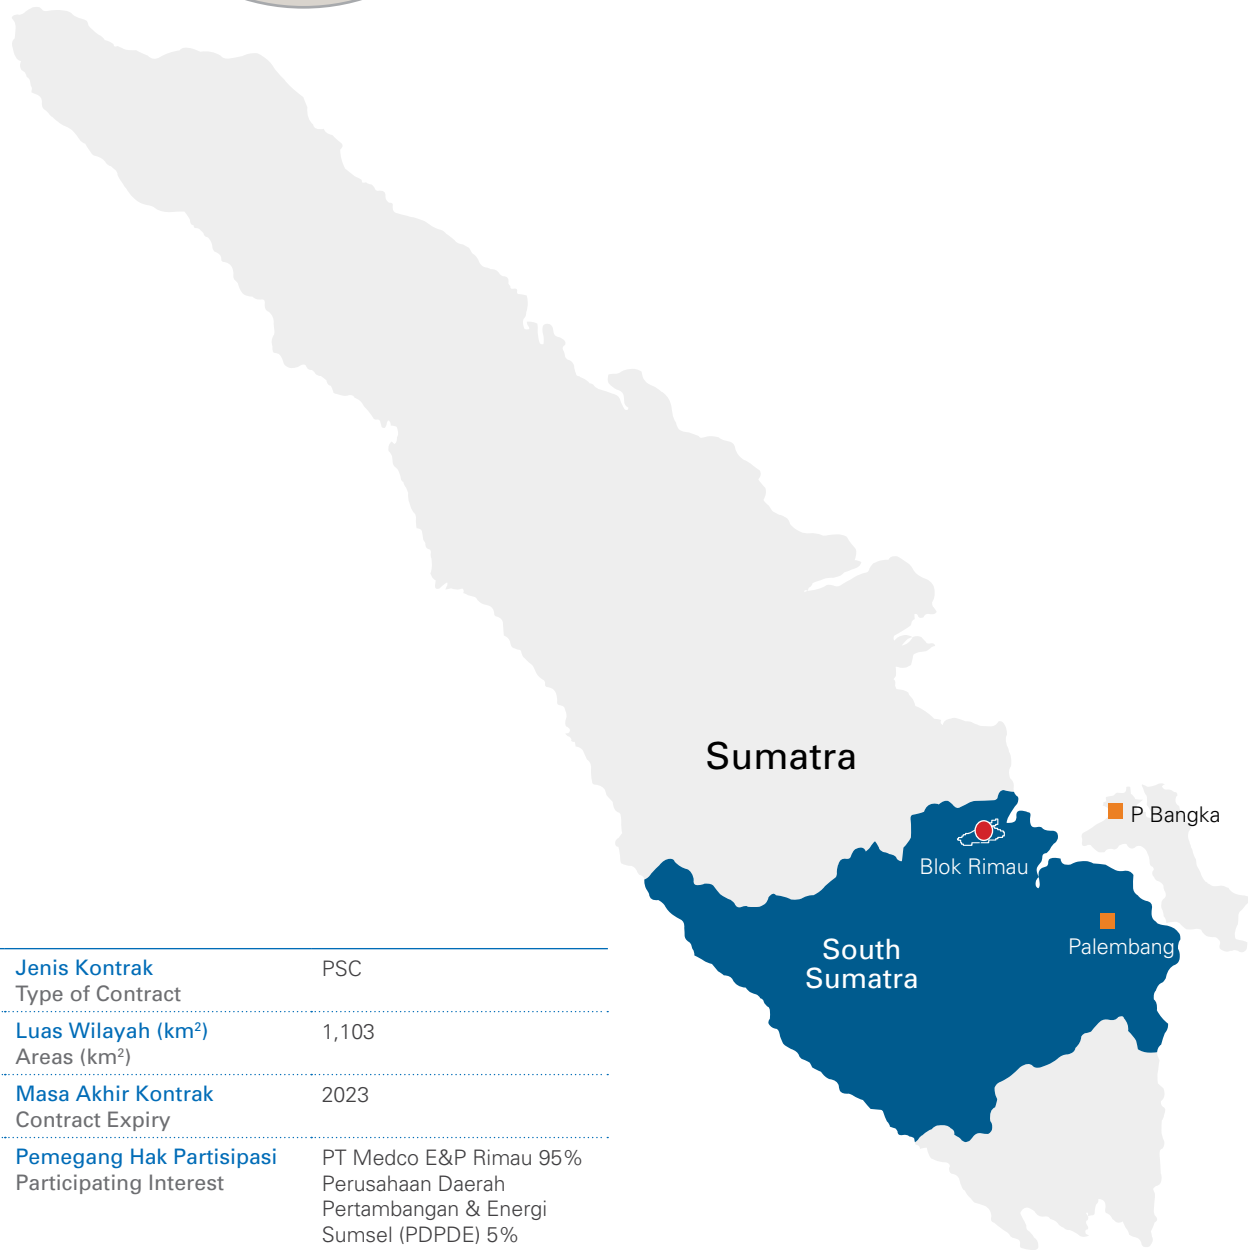 Sumatra
P Bangka
Blok Rimau
South
Sumatra
Palembang
Jenis Kontrak
Type of Contract
PSC
Luas Wilayah (km²)
Areas (km²)
1,103
Masa Akhir Kontrak
Contract Expiry
2023
Pemegang Hak Partisipasi
Participating Interest
PT Medco E&P Rimau 95%
Perusahaan Daerah
Pertambangan & Energi
Sumsel (PDPDE) 5%